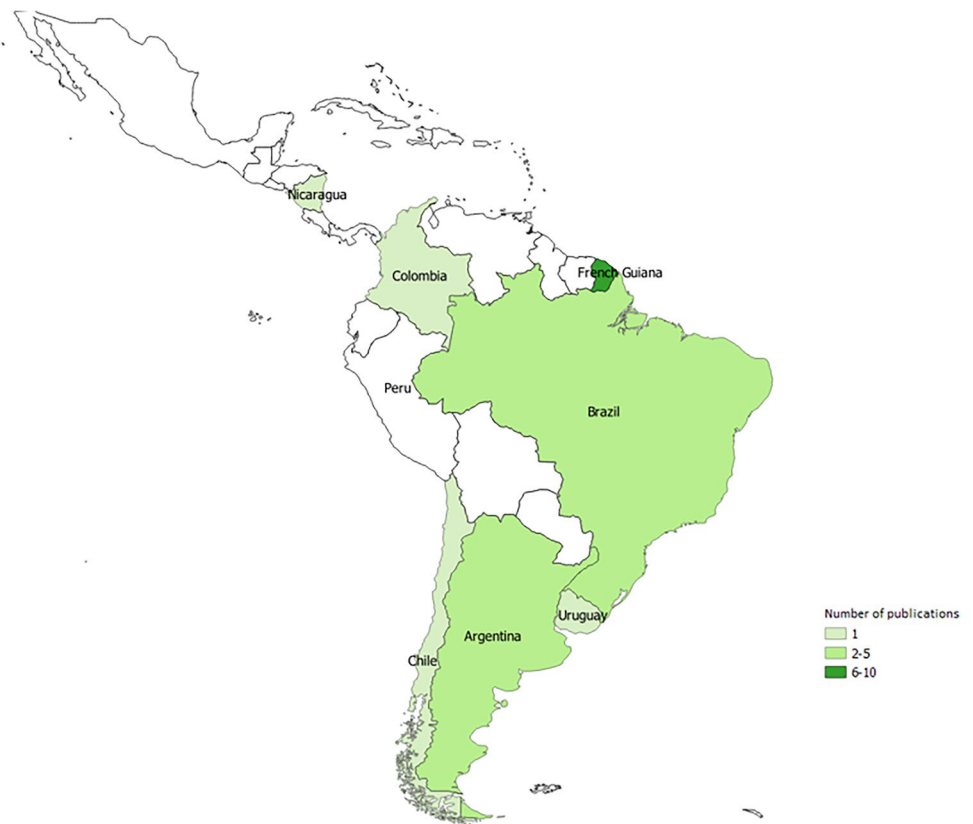 Nicaragua
Colombia
French Guiana
Peru
Brazil
Uruguay
Argentina
Chile
Number of publications
1
2-5
6-10